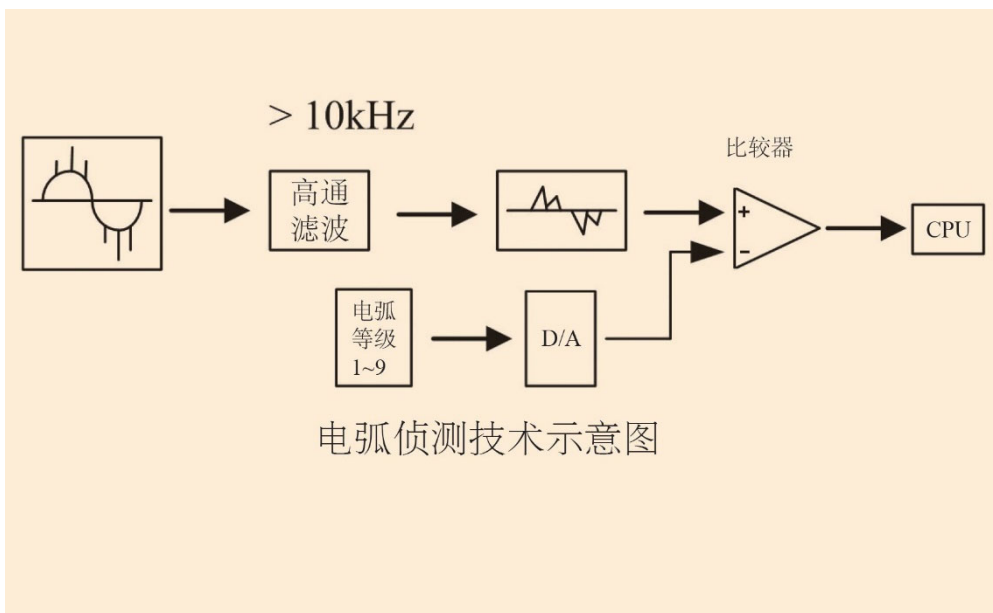 > 10kHz
比较器
高通
滤波
+
CPU
-
电弧
等级
1~9
D/A
电弧侦测技术示意图